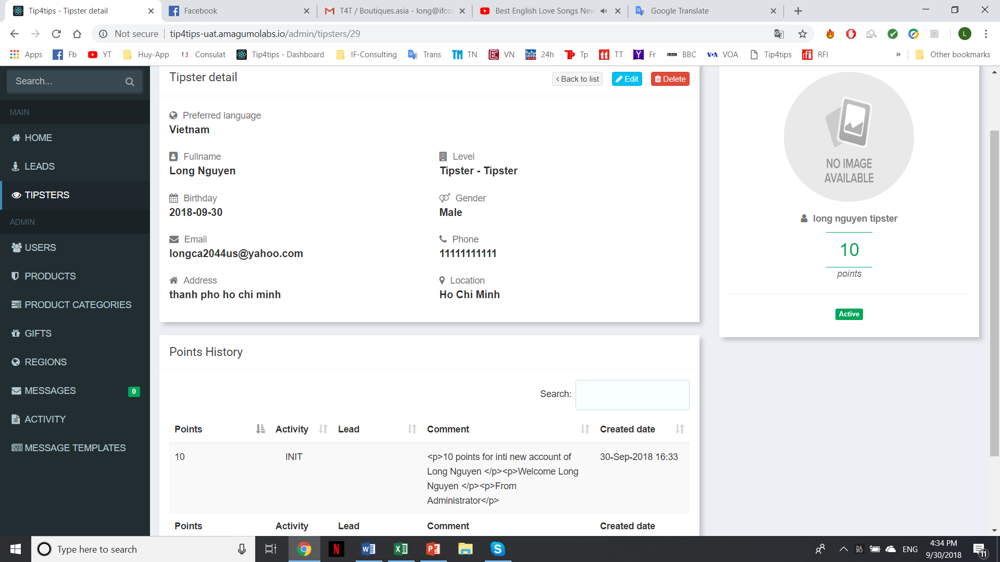 Tip4tips - Tipster detail
Facebook
T4T / Boutiques.asia - long@ifco
Best English Love Songs New
Google Translate
Not secure
tip4tips-uat.amagumolabs.io/admin/tipsters/29
L
Apps
Fb
YT
Huy-App
Consulat
Tip4tips - Dashboard
IF-Consulting
Trans
TN
VN
24h
Tp
TT
Fr
BBC
VOA
Tip4tips
RFI
»
Other bookmarks
Search...
MAIN
HOME
LEADS
TIPSTERS
ADMIN
USERS
PRODUCTS
PRODUCT CATEGORIES
GIFTS
REGIONS
MESSAGES
0
ACTIVITY
MESSAGE TEMPLATES
Tipster detail
< Back to list
Edit
Delete
Preferred language
Vietnam
Fullname
Long Nguyen
Level
Tipster - Tipster
Birthday
2018-09-30
Gender
Male
Email
longca2044us@yahoo.com
Phone
11111111111
Address
thanh pho ho chi minh
Location
Ho Chi Minh
NO IMAGE
AVAILABLE
long nguyen tipster
10
points
Active
Points History
Search:
Points Activity Lead Comment Created date
10 INIT <p>10 points for inti new account of 30-Sep-2018 16:33
Long Nguyen </p><p>Welcome Long
Nguyen </p><p>From
Administrator</p>
Points Activity Lead Comment Created date
Type here to search
ENG
4:34 PM
9/30/2018
11